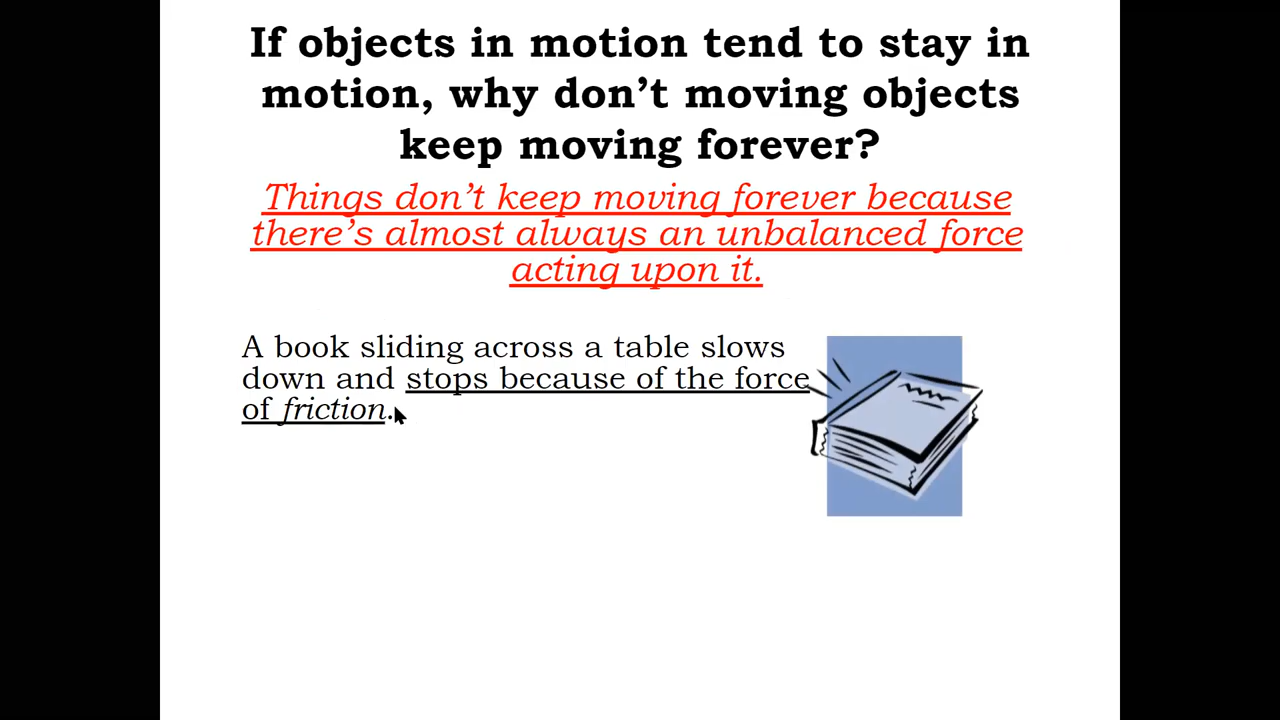 If objects in motion tend to stay in
motion, why don’t moving objects
keep moving forever?
Things don’t keep moving forever because
there’s almost always an unbalanced force
acting upon it.
A book sliding across a table slows
down and stops because of the force
of friction.